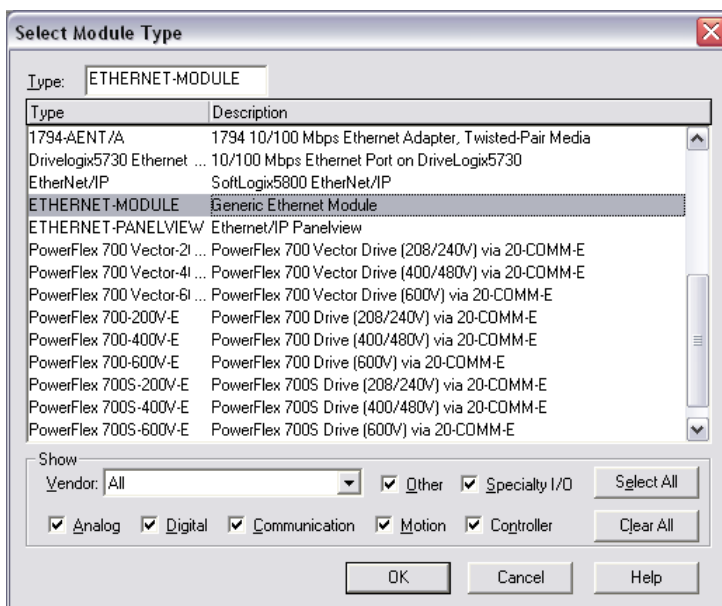 Select Module Type
Type: ETHERNET-MODULE
Type Description
1794-AENT/A 1794 10/100 Mbps Ethernet Adapter, Twisted-Pair Media
Drivelogix5730 Ethernet ... 10/100 Mbps Ethernet Port on DriveLogix5730
EtherNet/IP SoftLogix5800 EtherNet/IP
ETHERNET-MODULE Generic Ethernet Module
ETHERNET-PANELVIEW Ethernet/IP Panelview
PowerFlex 700 Vector-2( ... PowerFlex 700 Vector Drive (208/240V) via 20-COMM-E
PowerFlex 700 Vector-4( ... PowerFlex 700 Vector Drive (400/480V) via 20-COMM-E
PowerFlex 700 Vector-6( ... PowerFlex 700 Vector Drive (600V) via 20-COMM-E
PowerFlex 700-200V-E PowerFlex 700 Drive (208/240V) via 20-COMM-E
PowerFlex 700-400V-E PowerFlex 700 Drive (400/480V) via 20-COMM-E
PowerFlex 700-600V-E PowerFlex 700 Drive (600V) via 20-COMM-E
PowerFlex 700S-200V-E PowerFlex 700S Drive (208/240V) via 20-COMM-E
PowerFlex 700S-400V-E PowerFlex 700S Drive (400/480V) via 20-COMM-E
PowerFlex 700S-600V-E PowerFlex 700S Drive (600V) via 20-COMM-E
Show
Vendor: All Other Specialty I/O Select All
Analog Digital Communication Motion Controller Clear All
OK Cancel Help